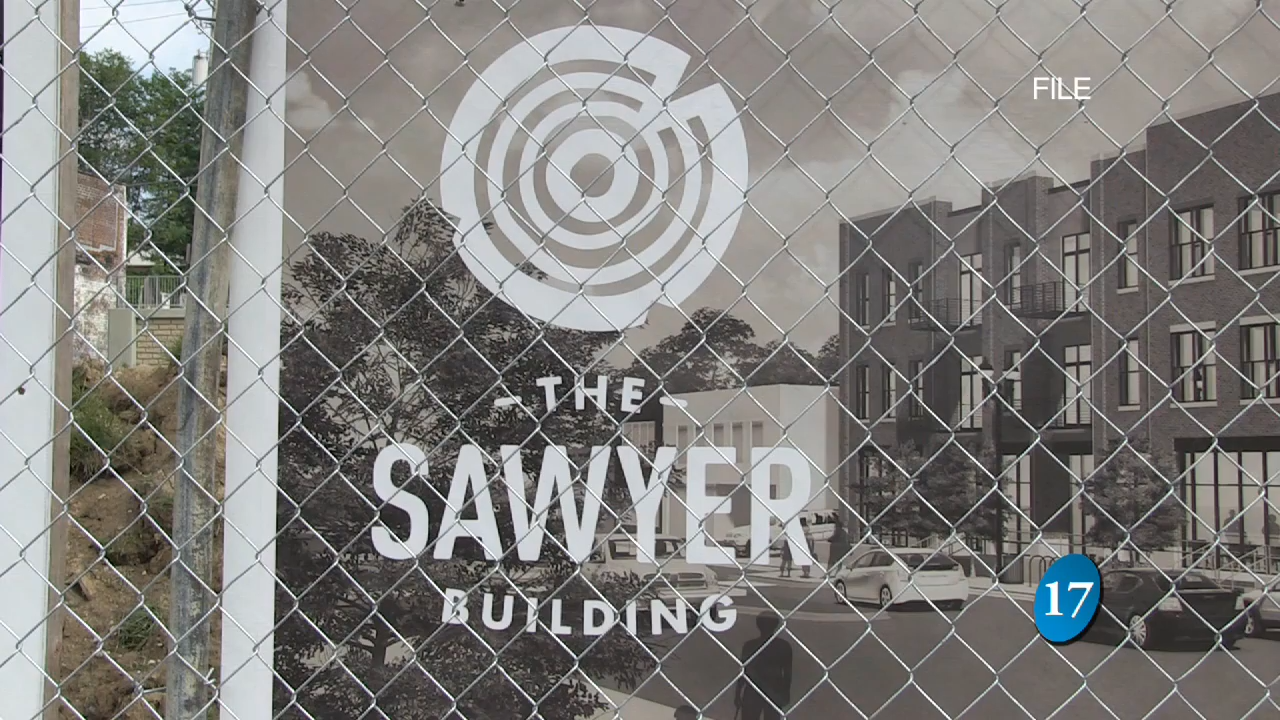 FILE
– THE –
SAWYER
BUILDING
17